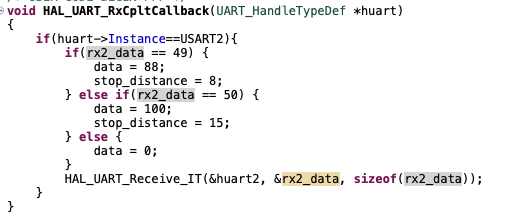 void HAL_UART_RxCpltCallback(UART_HandleTypeDef *huart)
{
    if(huart->Instance==USART2){
        if(rx2_data == 49) {
            data = 88;
            stop_distance = 8;
        } else if(rx2_data == 50) {
            data = 100;
            stop_distance = 15;
        } else {
            data = 0;
        }
        HAL_UART_Receive_IT(&huart2, &rx2_data, sizeof(rx2_data));
    }
}